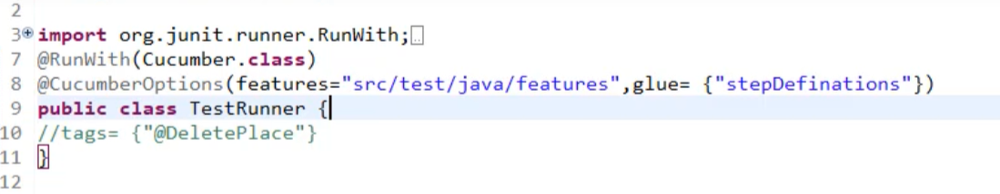 2
3 import org.junit.runner.RunWith;
7 @RunWith(Cucumber.class)
8 @CucumberOptions(features="src/test/java/features",glue= {"stepDefinations"})
9 public class TestRunner {
10 //tags= {"@DeletePlace"}
11 }
12